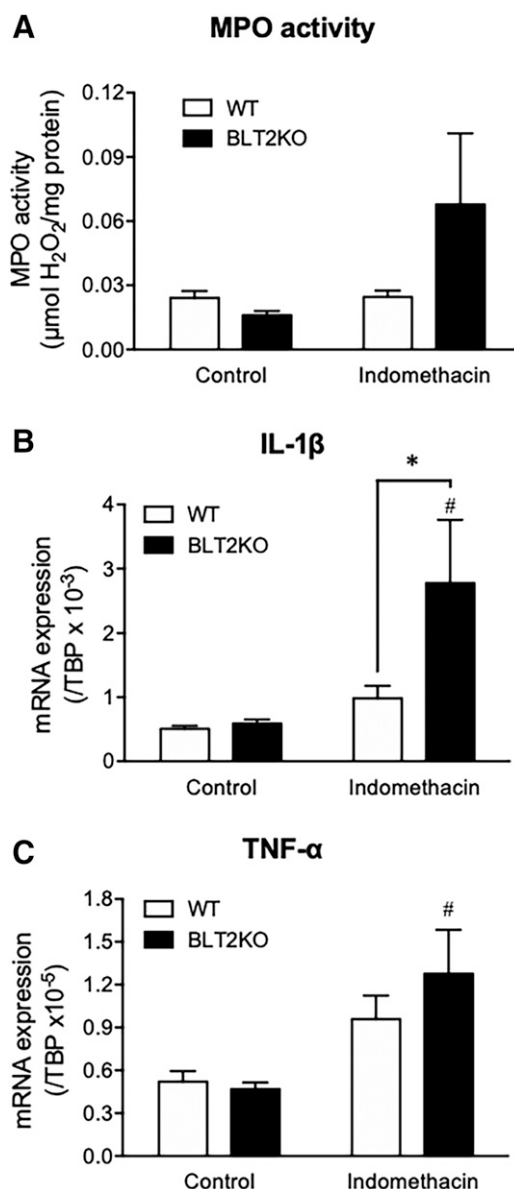 A
MPO activity
MPO activity
(µmol H₂O₂/mg protein)
0.12
0.09
0.06
0.03
0.00
WT
BLT2KO
Control
Indomethacin
B
IL-1β
mRNA expression
(/TBP x 10⁻³)
4
3
2
1
0
WT
BLT2KO
*
#
Control
Indomethacin
C
TNF-α
mRNA expression
(/TBP x10⁻⁵)
1.8
1.5
1.2
0.9
0.6
0.3
0.0
WT
BLT2KO
#
Control
Indomethacin